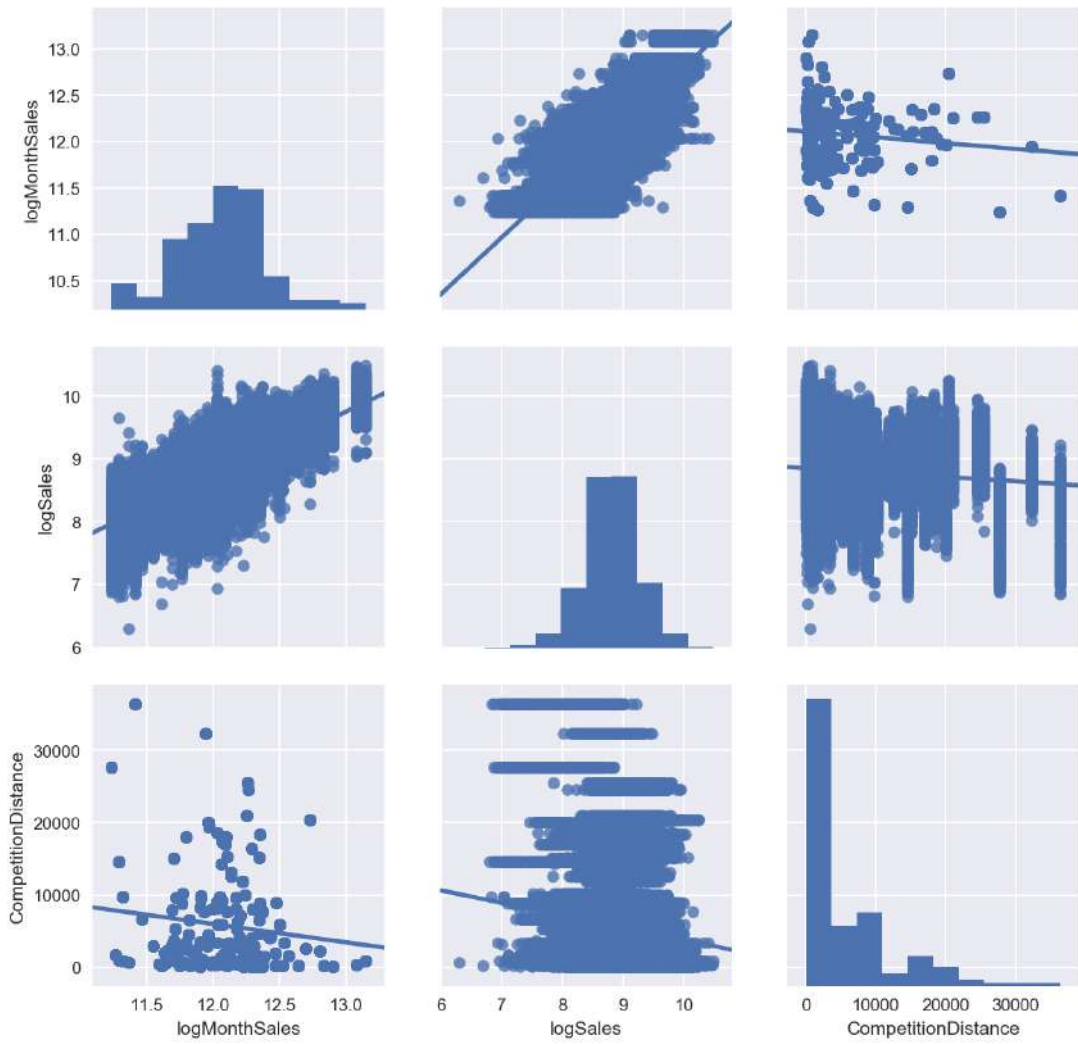 13.0
12.5
12.0
11.5
11.0
10.5
logMonthSales
10
9
8
7
6
logSales
30000
20000
10000
0
CompetitionDistance
11.5 12.0 12.5 13.0
logMonthSales
6 7 8 9 10
logSales
0 10000 20000 30000
CompetitionDistance